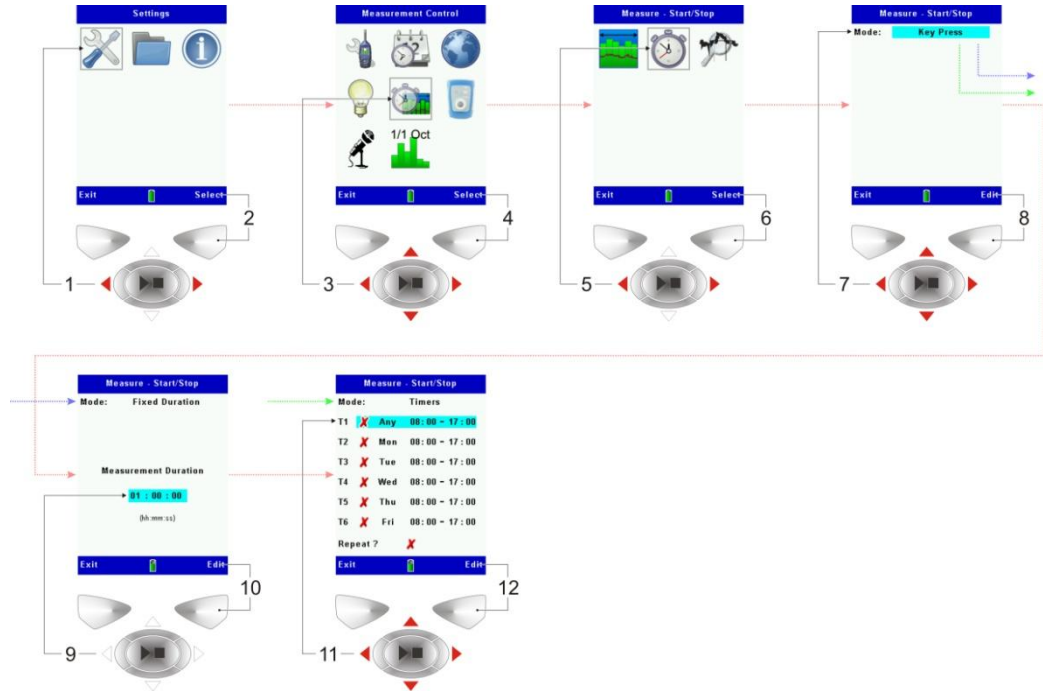 Settings
Exit
Select
2
1
Measurement Control
12
1/1 Oct
Exit
Select
4
3
Measure - Start/Stop
Exit
Select
6
5
Measure - Start/Stop
Mode: Key Press
Exit
Edit
8
7
Measure - Start/Stop
Mode: Fixed Duration
Measurement Duration
01 : 00 : 00
(hh:mm:ss)
Exit
Edit
10
9
Measure - Start/Stop
Mode: Timers
T1 ✗ Any 08:00 - 17:00
T2 ✗ Mon 08:00 - 17:00
T3 ✗ Tue 08:00 - 17:00
T4 ✗ Wed 08:00 - 17:00
T5 ✗ Thu 08:00 - 17:00
T6 ✗ Fri 08:00 - 17:00
Repeat ? ✗
Exit
Edit
12
11